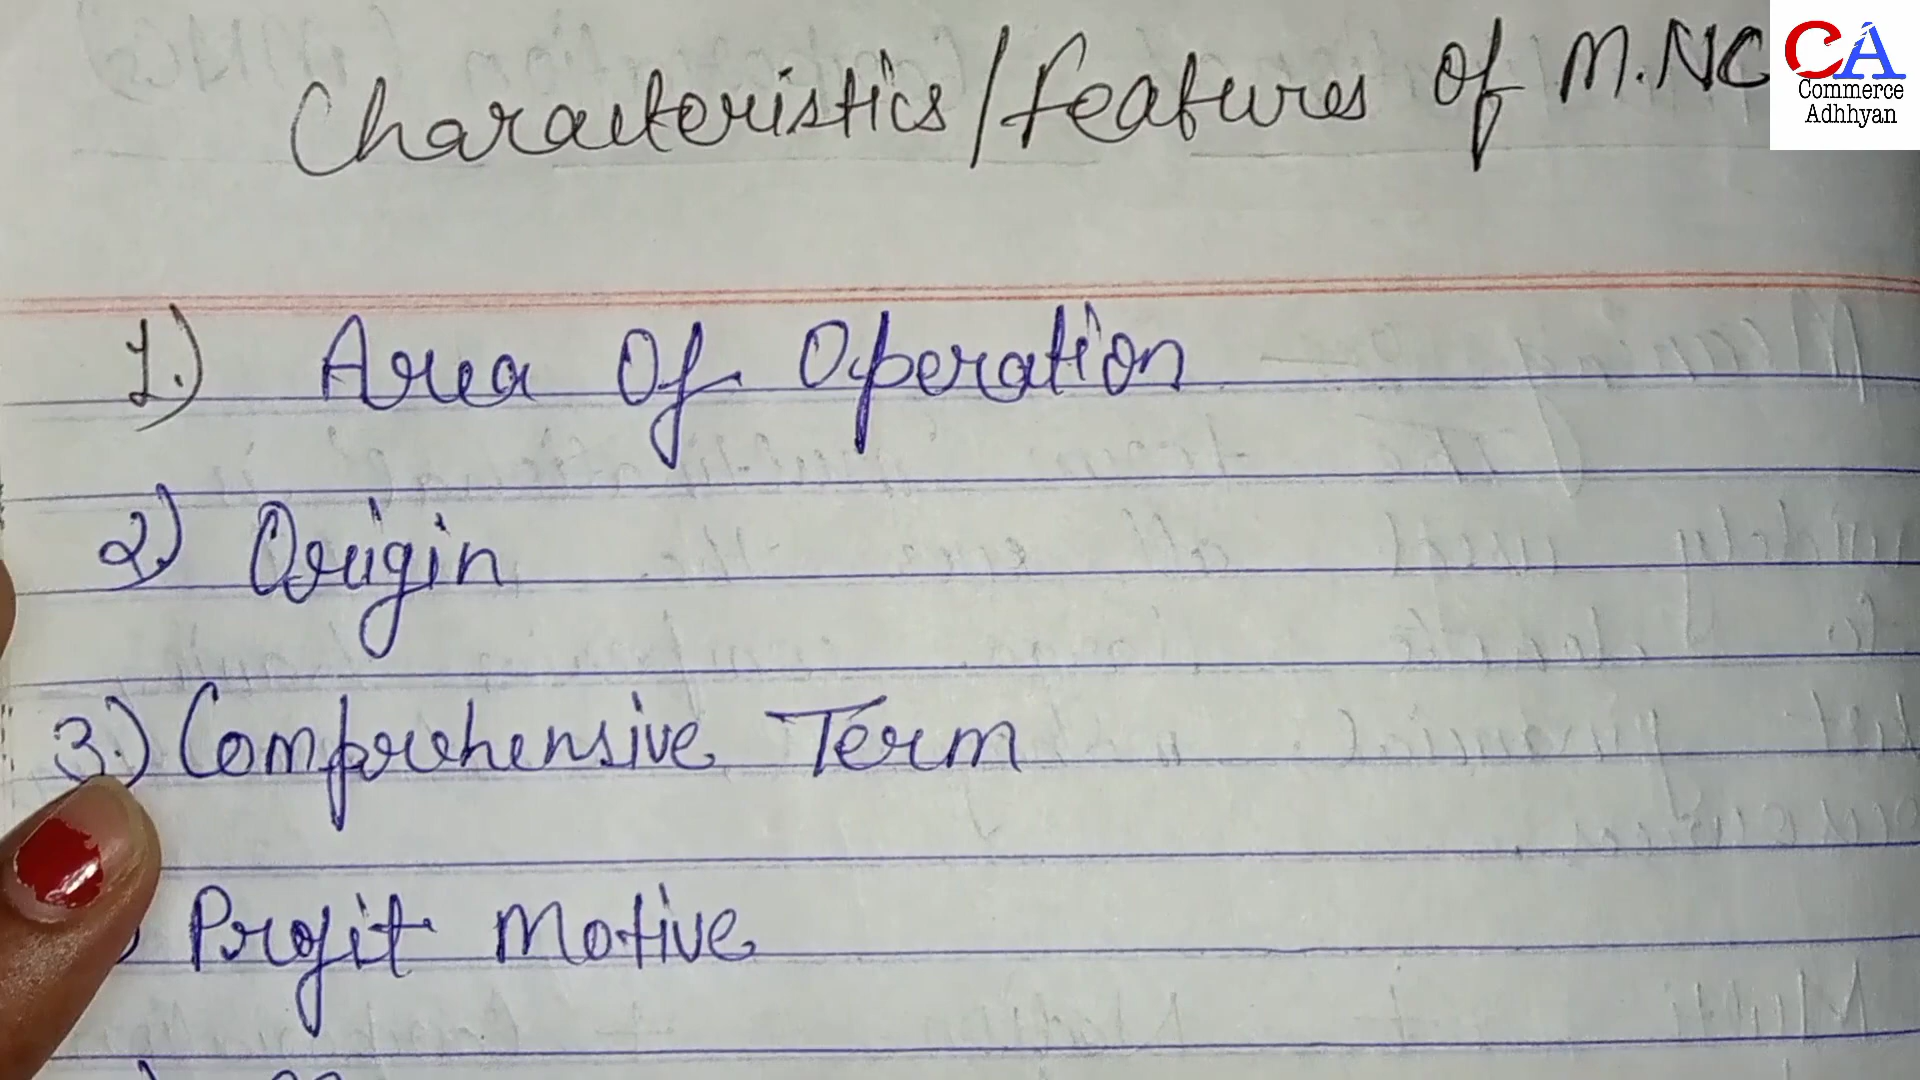 Characteristics/Features Of M.NC
CA
Commerce
Adhhyan
1.) Area Of Operation
2.) Origin
3.) Comprehensive Term
) Profit Motive